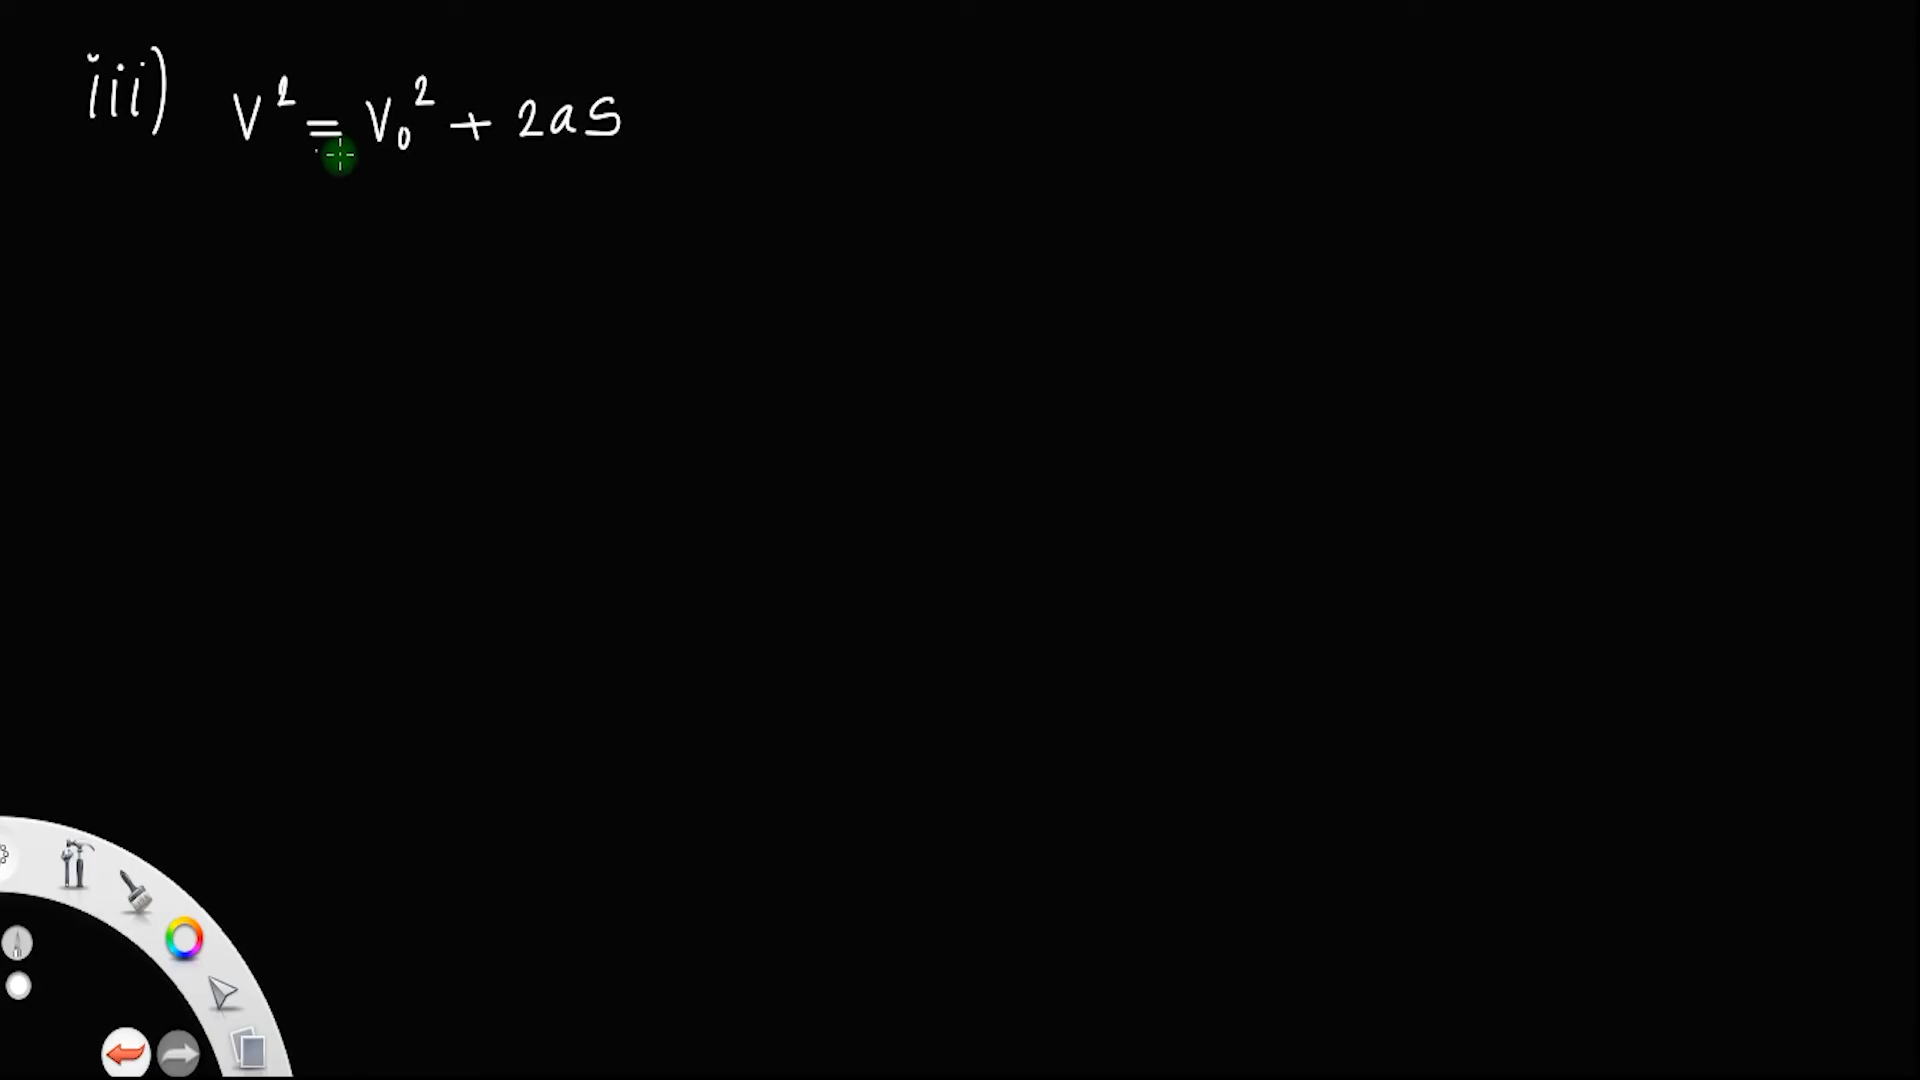 iii) V² = V₀² + 2aS